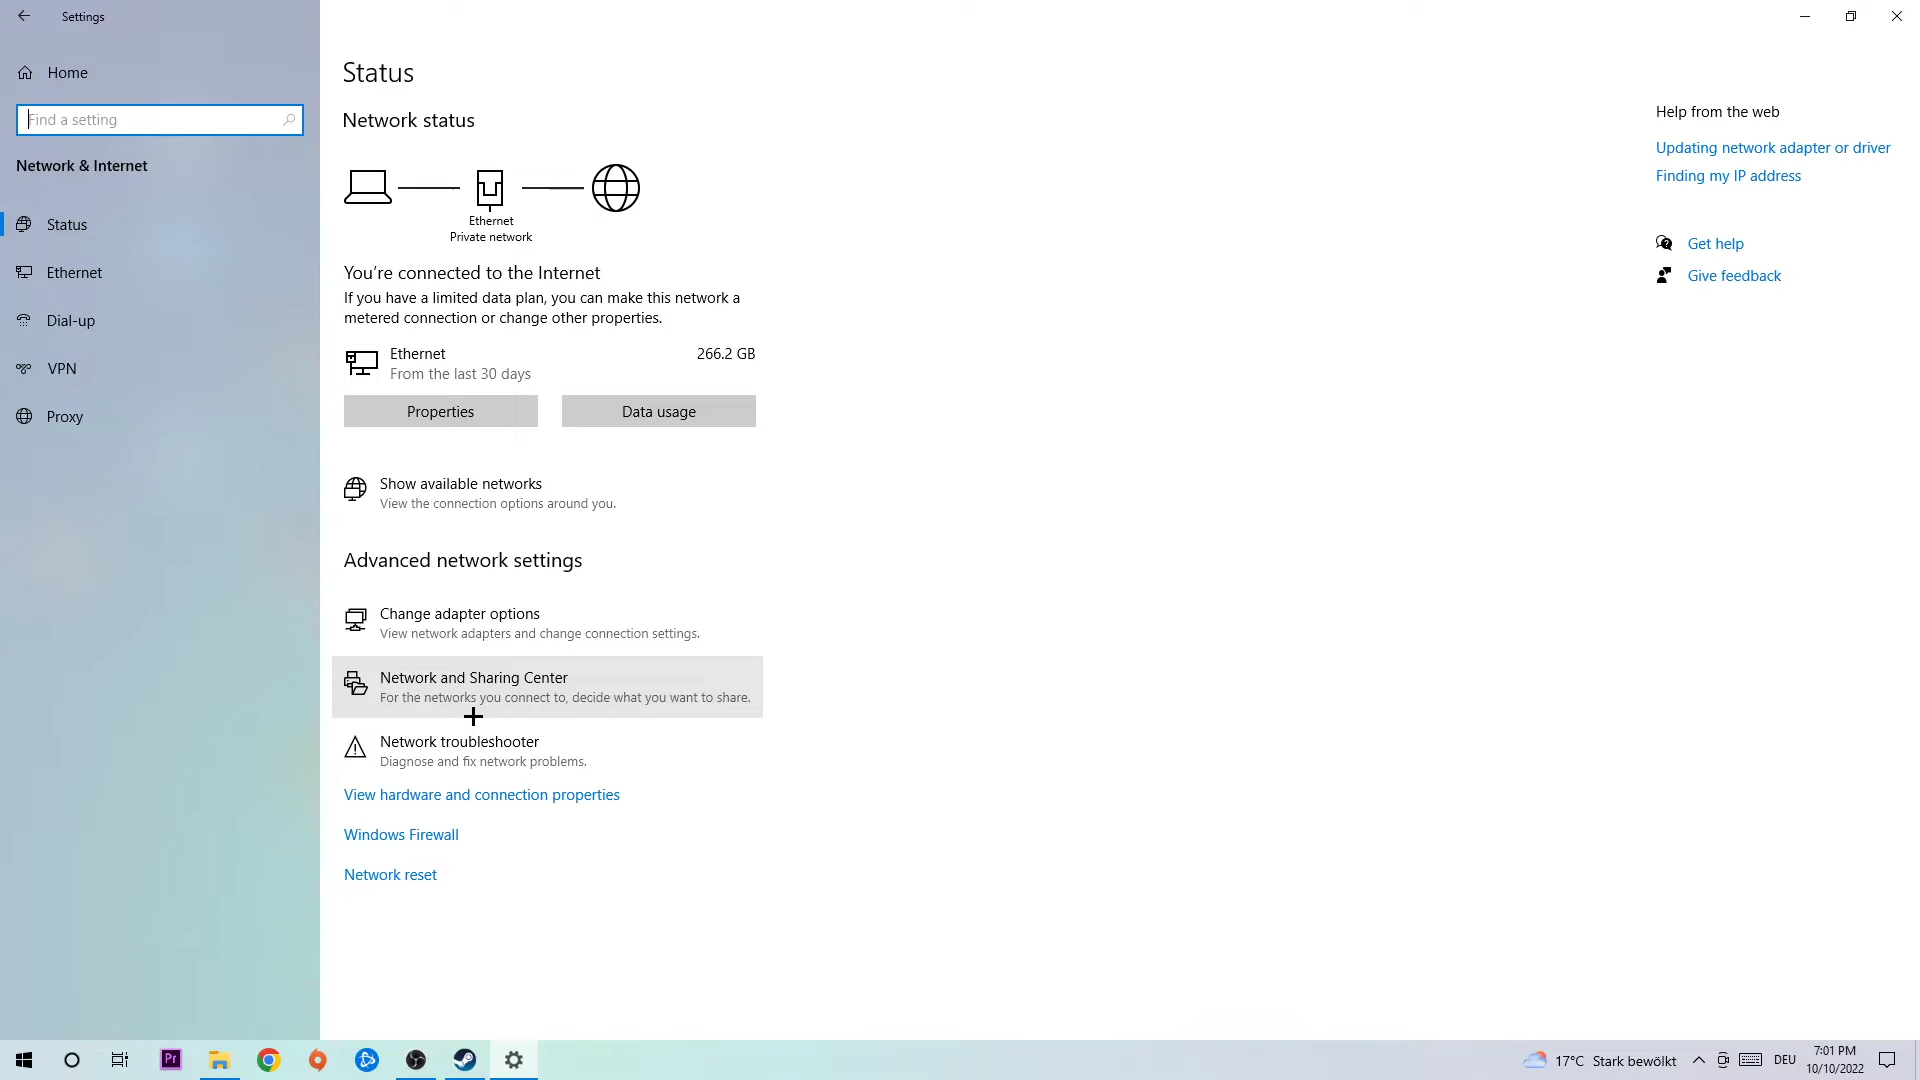 Settings
Home
Find a setting
Network & Internet
Status
Ethernet
Dial-up
VPN
Proxy
Status
Network status
Ethernet
Private network
You're connected to the Internet
If you have a limited data plan, you can make this network a
metered connection or change other properties.
Ethernet
266.2 GB
From the last 30 days
Properties
Data usage
Show available networks
View the connection options around you.
Advanced network settings
Change adapter options
View network adapters and change connection settings.
Network and Sharing Center
For the networks you connect to, decide what you want to share.
Network troubleshooter
Diagnose and fix network problems.
View hardware and connection properties
Windows Firewall
Network reset
Help from the web
Updating network adapter or driver
Finding my IP address
Get help
Give feedback
Pr
17°C Stark bewölkt
DEU
7:01 PM
10/10/2022